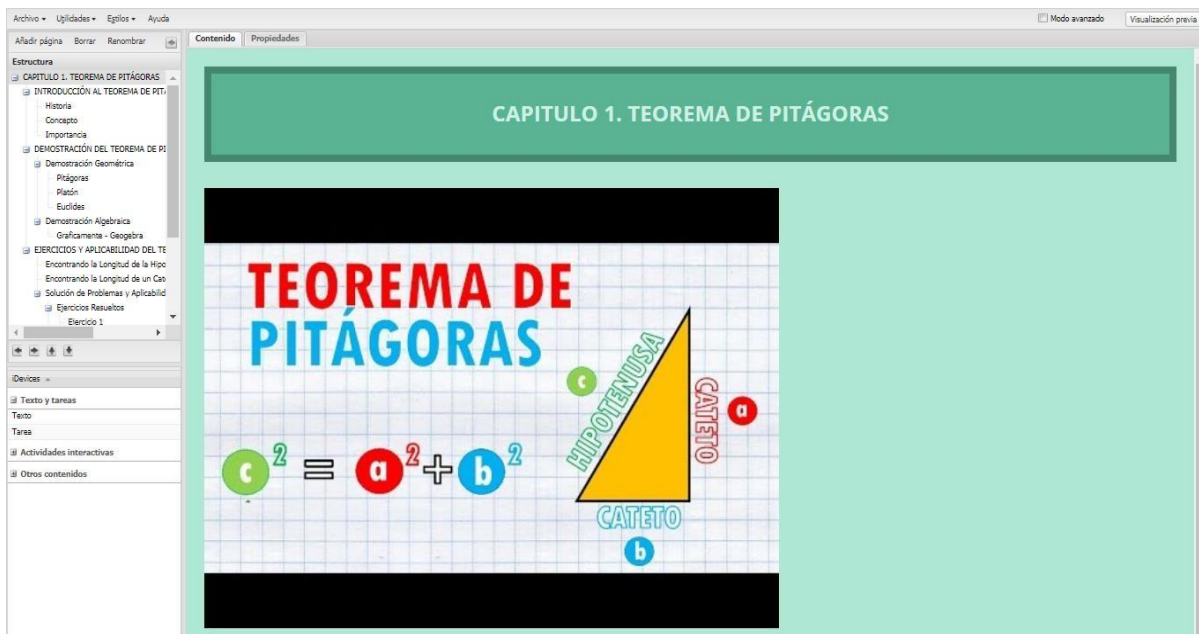 Archivo Utilidades Estilos Ayuda
Modo avanzado
Visualización previa
Añadir página Borrar Renombrar
Contenido Propiedades
Estructura
CAPITULO 1. TEOREMA DE PITÁGORAS
INTRODUCCIÓN AL TEOREMA DE PIT
Historia
Concepto
Importancia
DEMOSTRACIÓN DEL TEOREMA DE PI
Demostración Geométrica
Pitágoras
Platón
Euclides
Demostración Algebraica
Graficamente - Geogebra
EJERCICIOS Y APLICABILIDAD DEL TE
Encontrando la Longitud de la Hipo
Encontrando la Longitud de un Cat
Solución de Problemas y Aplicabilid
Ejercicios Resueltos
Ejercicio 1
iDevices
Texto y tareas
Texto
Tarea
Actividades interactivas
Otros contenidos
CAPITULO 1. TEOREMA DE PITÁGORAS
TEOREMA DE
PITÁGORAS
c² = a² + b²
c
HIPOTENUSA
CATETO
a
CATETO
b